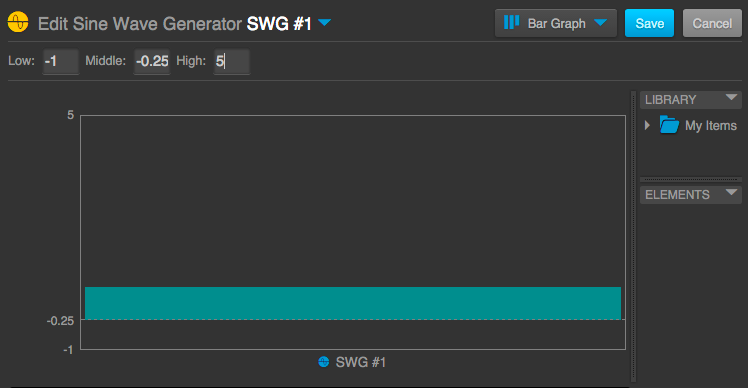 Edit Sine Wave Generator SWG #1
Bar Graph
Save
Cancel
Low: -1 Middle: -0.25 High: 5
LIBRARY
My Items
ELEMENTS
5
-0.25
-1
SWG #1